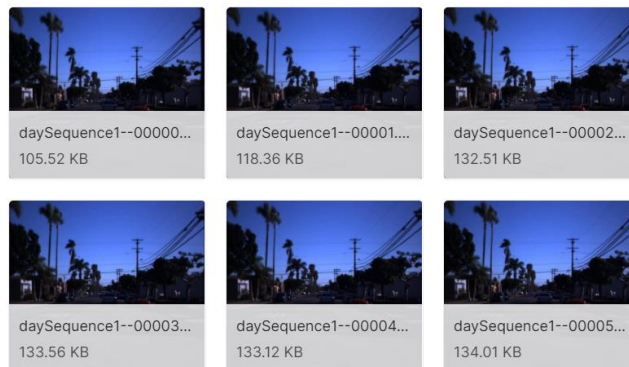 daySequence1--00000...
105.52 KB
daySequence1--00001....
118.36 KB
daySequence1--00002...
132.51 KB
daySequence1--00003...
133.56 KB
daySequence1--00004...
133.12 KB
daySequence1--00005...
134.01 KB